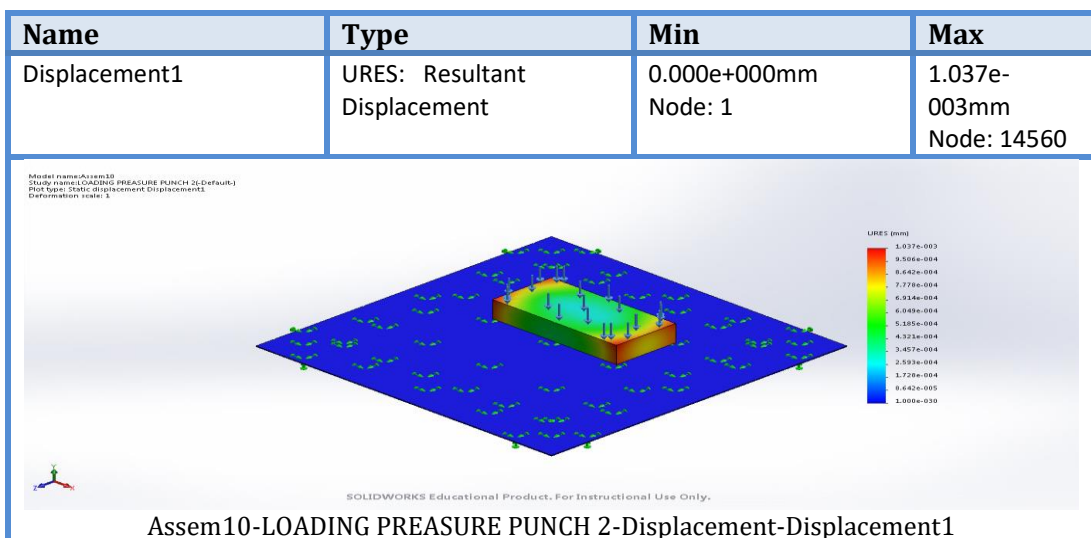 Name Type Min Max
Displacement1 URES: Resultant 0.000e+000mm 1.037e-
Displacement Node: 1 003mm
Node: 14560
Model name:Assem10
Study name:LOADING PREASURE PUNCH 2(-Default-)
Plot type: Static displacement Displacement1
Deformation scale: 1
URES (mm)
1.037e-003
9.506e-004
8.642e-004
7.778e-004
6.914e-004
6.049e-004
5.185e-004
4.321e-004
3.457e-004
2.593e-004
1.728e-004
8.642e-005
1.000e-030
Y
Z X
SOLIDWORKS Educational Product. For Instructional Use Only.
Assem10-LOADING PREASURE PUNCH 2-Displacement-Displacement1